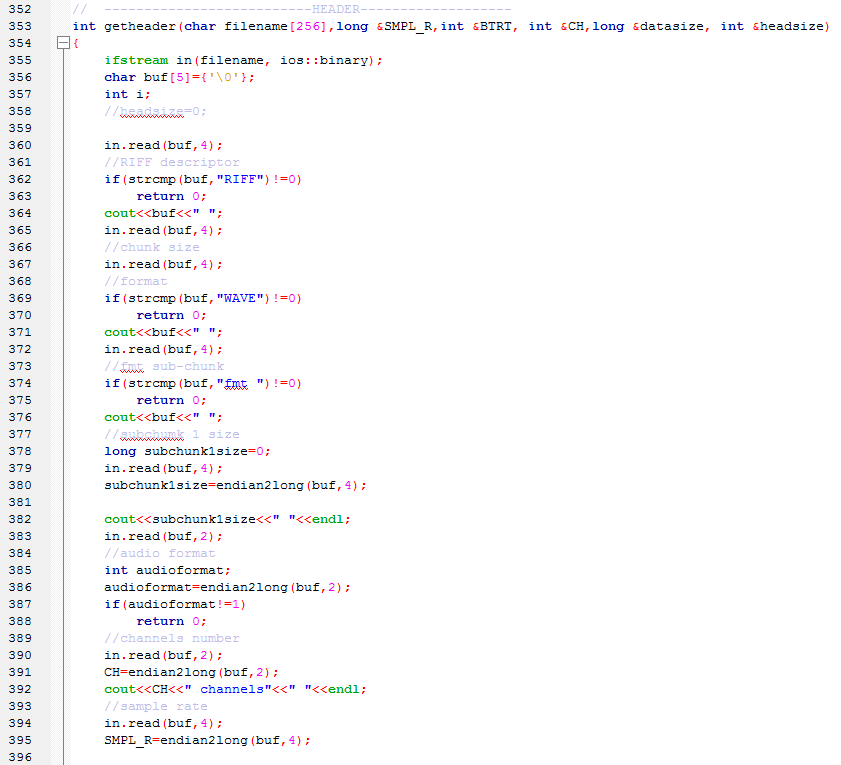 352 // --------------------------HEADER-------------------
353 int getheader(char filename[256],long &SMPL_R,int &BTRT, int &CH,long &datasize, int &headsize)
354 {
355 ifstream in(filename, ios::binary);
356 char buf[5]={'\0'};
357 int i;
358 //headsize=0;
359
360 in.read(buf,4);
361 //RIFF descriptor
362 if(strcmp(buf,"RIFF")!=0)
363 return 0;
364 cout<<buf<<" ";
365 in.read(buf,4);
366 //chunk size
367 in.read(buf,4);
368 //format
369 if(strcmp(buf,"WAVE")!=0)
370 return 0;
371 cout<<buf<<" ";
372 in.read(buf,4);
373 //fmt sub-chunk
374 if(strcmp(buf,"fmt ")!=0)
375 return 0;
376 cout<<buf<<" ";
377 //subchumk 1 size
378 long subchunk1size=0;
379 in.read(buf,4);
380 subchunk1size=endian2long(buf,4);
381
382 cout<<subchunk1size<<" "<<endl;
383 in.read(buf,2);
384 //audio format
385 int audioformat;
386 audioformat=endian2long(buf,2);
387 if(audioformat!=1)
388 return 0;
389 //channels number
390 in.read(buf,2);
391 CH=endian2long(buf,2);
392 cout<<CH<<" channels"<<" "<<endl;
393 //sample rate
394 in.read(buf,4);
395 SMPL_R=endian2long(buf,4);
396